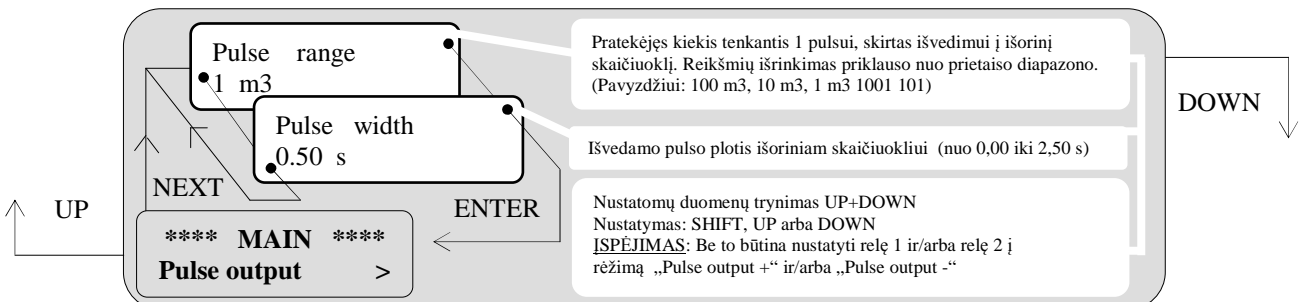 Pulse range
1 m3
Pulse width
0.50 s
Pratekėjęs kiekis tenkantis 1 pulsui, skirtas išvedimui į išorinį
skaičiuoklį. Reikšmių išrinkimas priklauso nuo prietaiso diapazono.
(Pavyzdžiui: 100 m3, 10 m3, 1 m3 1001 101)
DOWN
Išvedamo pulso plotis išoriniam skaičiuokliui (nuo 0,00 iki 2,50 s)
NEXT
UP
ENTER
**** MAIN ****
Pulse output >
Nustatomų duomenų trynimas UP+DOWN
Nustatymas: SHIFT, UP arba DOWN
ĮSPĖJIMAS: Be to būtina nustatyti relę 1 ir/arba relę 2 į
rėžimą „Pulse output +“ ir/arba „Pulse output -“